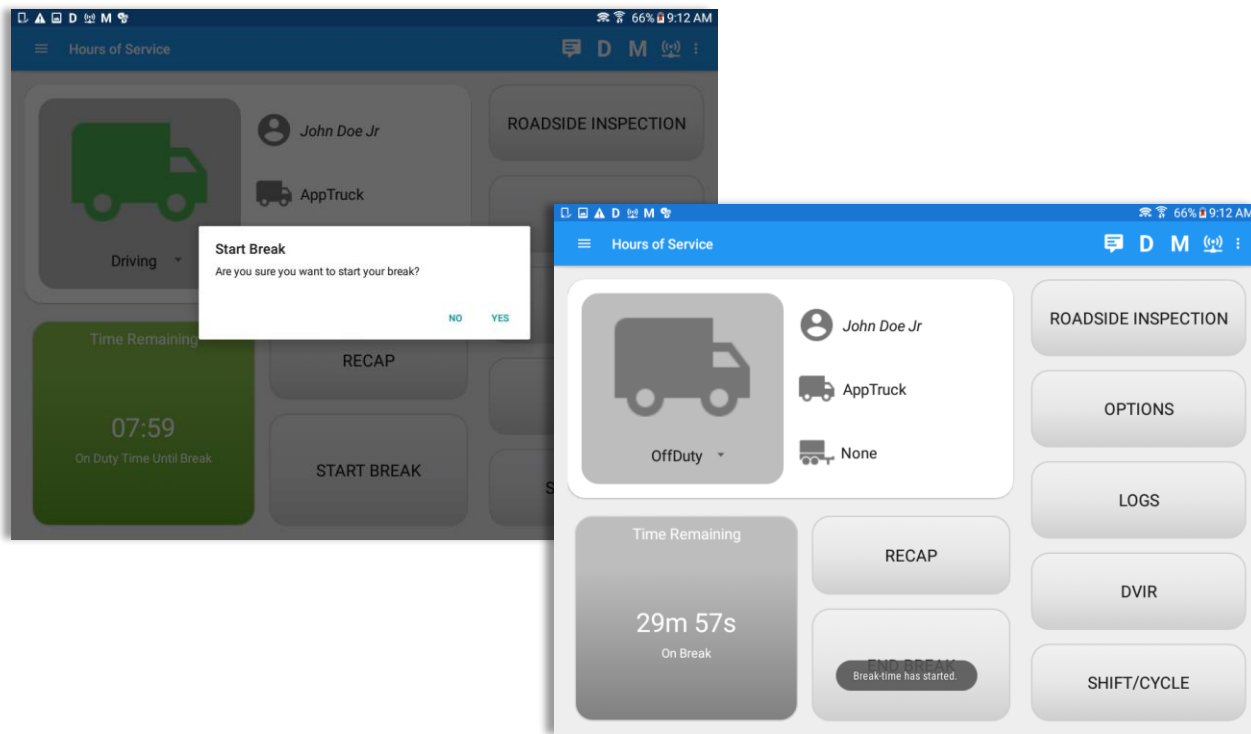 D M
66% 9:12 AM
Hours of Service
D M
John Doe Jr
ROADSIDE INSPECTION
AppTruck
Driving
Start Break
Are you sure you want to start your break?
NO YES
Time Remaining
07:59
On Duty Time Until Break
RECAP
START BREAK
S
D M
66% 9:12 AM
Hours of Service
D M
John Doe Jr
AppTruck
None
OffDuty
ROADSIDE INSPECTION
OPTIONS
LOGS
DVIR
SHIFT/CYCLE
Time Remaining
29m 57s
On Break
RECAP
END BREAK
Break-time has started.